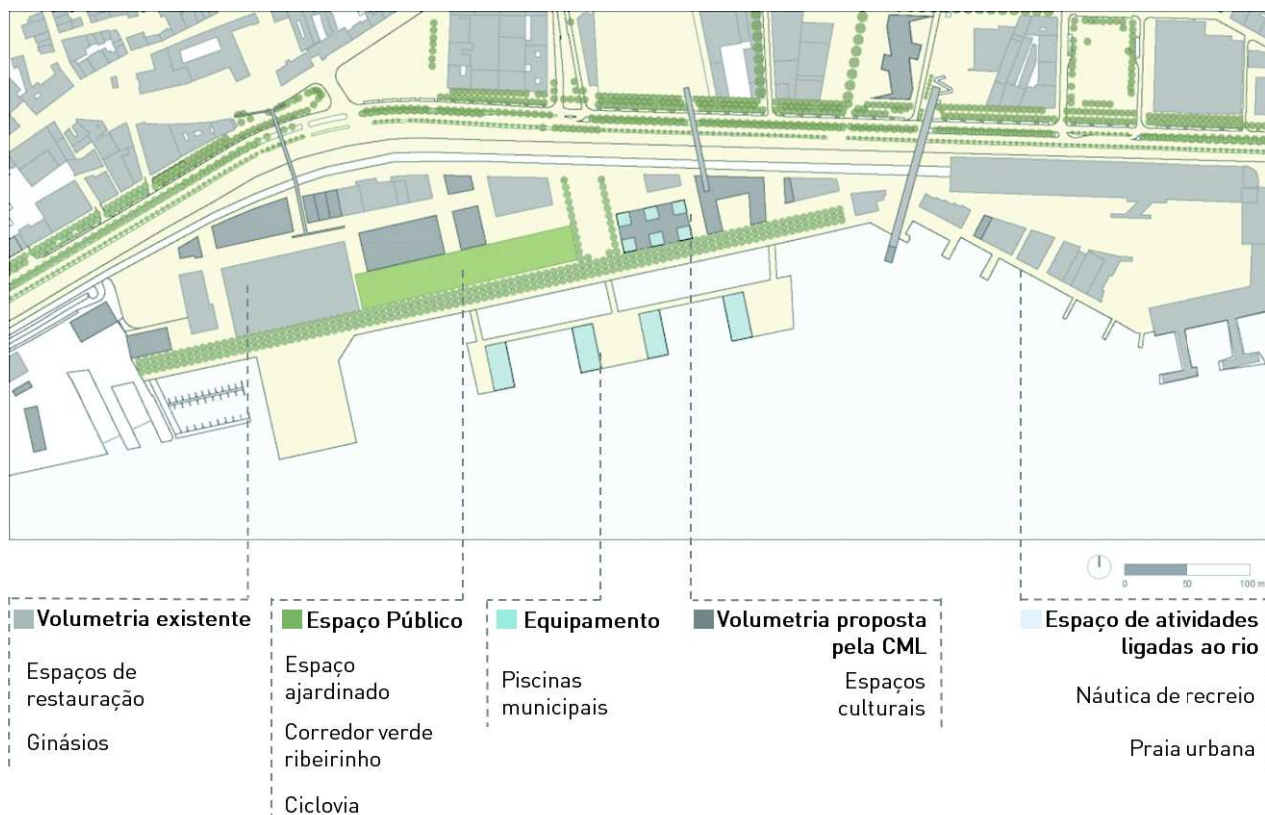 0 50 100 m
Volumetria existente
Espaços de
restauração
Ginásios
Espaço Público
Espaço
ajardinado
Corredor verde
ribeirinho
Ciclovia
Equipamento
Piscinas
municipais
Volumetria proposta
pela CML
Espaços
culturais
Espaço de atividades
ligadas ao rio
Náutica de recreio
Praia urbana